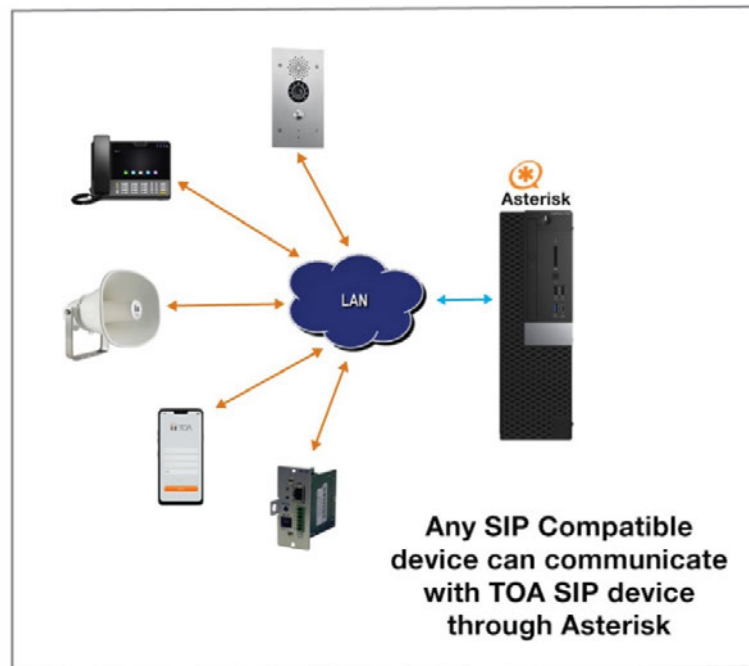 Asterisk
LAN
TOA
Any SIP Compatible
device can communicate
with TOA SIP device
through Asterisk